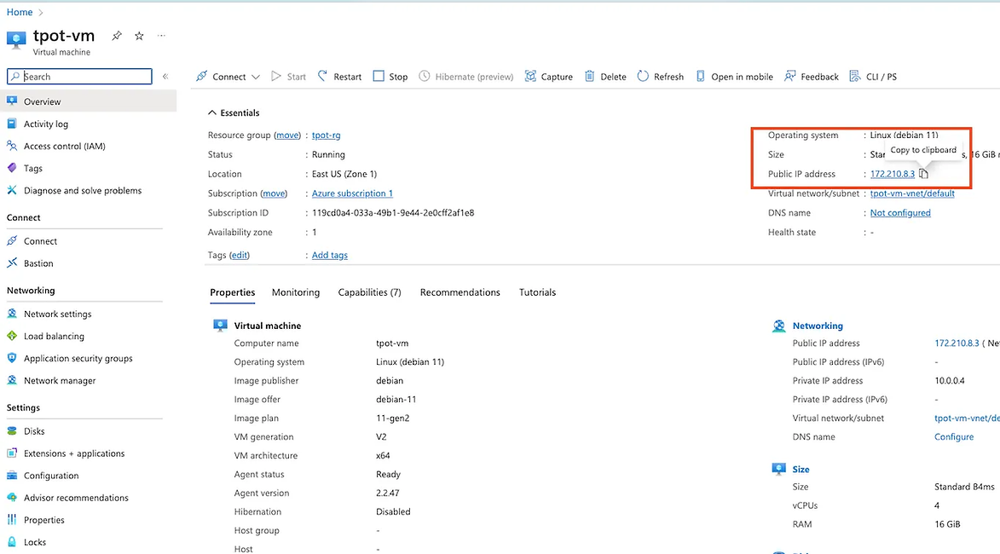 Home
tpot-vm
Virtual machine
Search
Connect Start Restart Stop Hibernate (preview) Capture Delete Refresh Open in mobile Feedback CLI / PS
Overview
Activity log
Access control (IAM)
Tags
Diagnose and solve problems
Connect
Connect
Bastion
Networking
Network settings
Load balancing
Application security groups
Network manager
Settings
Disks
Extensions + applications
Configuration
Advisor recommendations
Properties
Locks
Essentials
Resource group (move) : tpot-rg
Status : Running
Location : East US (Zone 1)
Subscription (move) : Azure subscription 1
Subscription ID : 119cd0a4-033a-49b1-9e44-2e0cff2af1e8
Availability zone : 1
Tags (edit) : Add tags
Operating system : Linux (debian 11)
Copy to clipboard
Size : , 16 GiB
Public IP address : 172.210.8.3
Virtual network/subnet : tpot-vm-vnet/default
DNS name : Not configured
Health state : -
Properties Monitoring Capabilities (7) Recommendations Tutorials
Virtual machine
Computer name tpot-vm
Operating system Linux (debian 11)
Image publisher debian
Image offer debian-11
Image plan 11-gen2
VM generation V2
VM architecture x64
Agent status Ready
Agent version 2.2.47
Hibernation Disabled
Host group -
Host -
Networking
Public IP address 172.210.8.3 (
Public IP address (IPv6) -
Private IP address 10.0.0.4
Private IP address (IPv6) -
Virtual network/subnet tpot-vm-vnet/de
DNS name Configure
Size
Size Standard B4ms
vCPUs 4
RAM 16 GiB